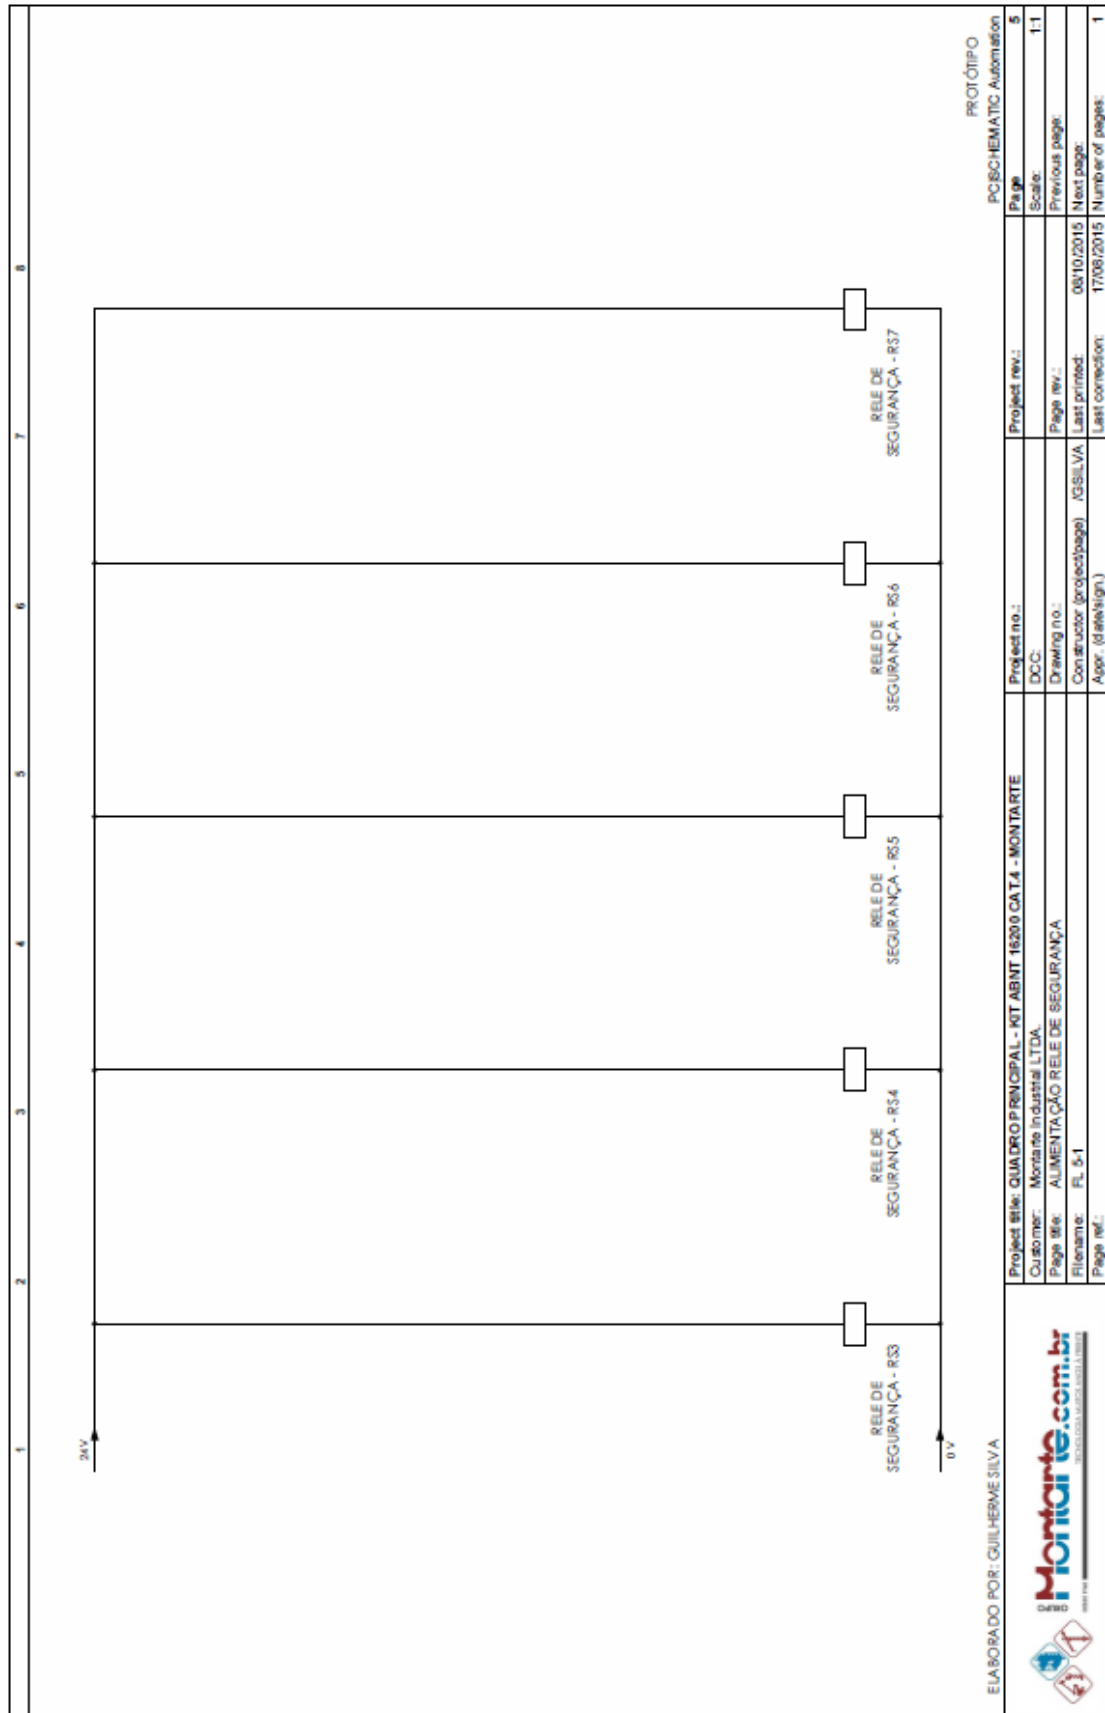 1 2 3 4 5 6 7 8
24V
RELE DE
SEGURANÇA - RS3
RELE DE
SEGURANÇA - RS4
RELE DE
SEGURANÇA - RS5
RELE DE
SEGURANÇA - RS6
RELE DE
SEGURANÇA - RS7
0 V
PROTÓTIPO
ELABORADO POR: GUILHERME SILVA
PC|SCHEMATIC Automation
Montarte.com.br
Project title: QUADRO PRINCIPAL - KIT ABNT 16200 CAT.4 - MONTARTE
Customer: Montarte Industrial LTDA.
Page title: ALIMENTAÇÃO RELE DE SEGURANÇA
Filename: FL 5-1
Page ref.:
Project no.:
DCC:
Drawing no.:
Constructor (project/page) /GSILVA
Appr. (date/sign.)
Project rev.:
Page rev.:
Last printed: 08/10/2015
Last correction: 17/08/2015
Page 5
Scale: 1:1
Previous page:
Next page:
Number of pages: 1